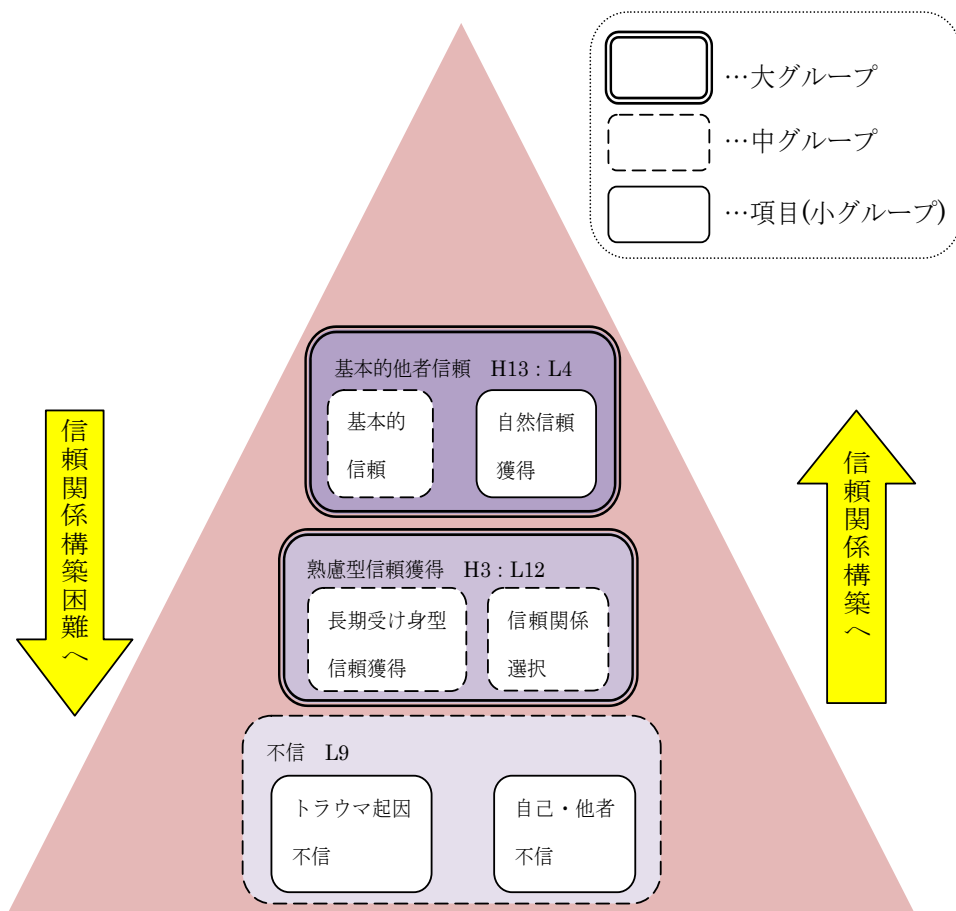 …大グループ
…中グループ
…項目(小グループ)
基本的他者信頼 H13：L4
基本的
信頼
自然信頼
獲得
信頼関係構築困難へ
信頼関係構築へ
熟慮型信頼獲得 H3：L12
長期受け身型
信頼獲得
信頼関係
選択
不信 L9
トラウマ起因
不信
自己・他者
不信